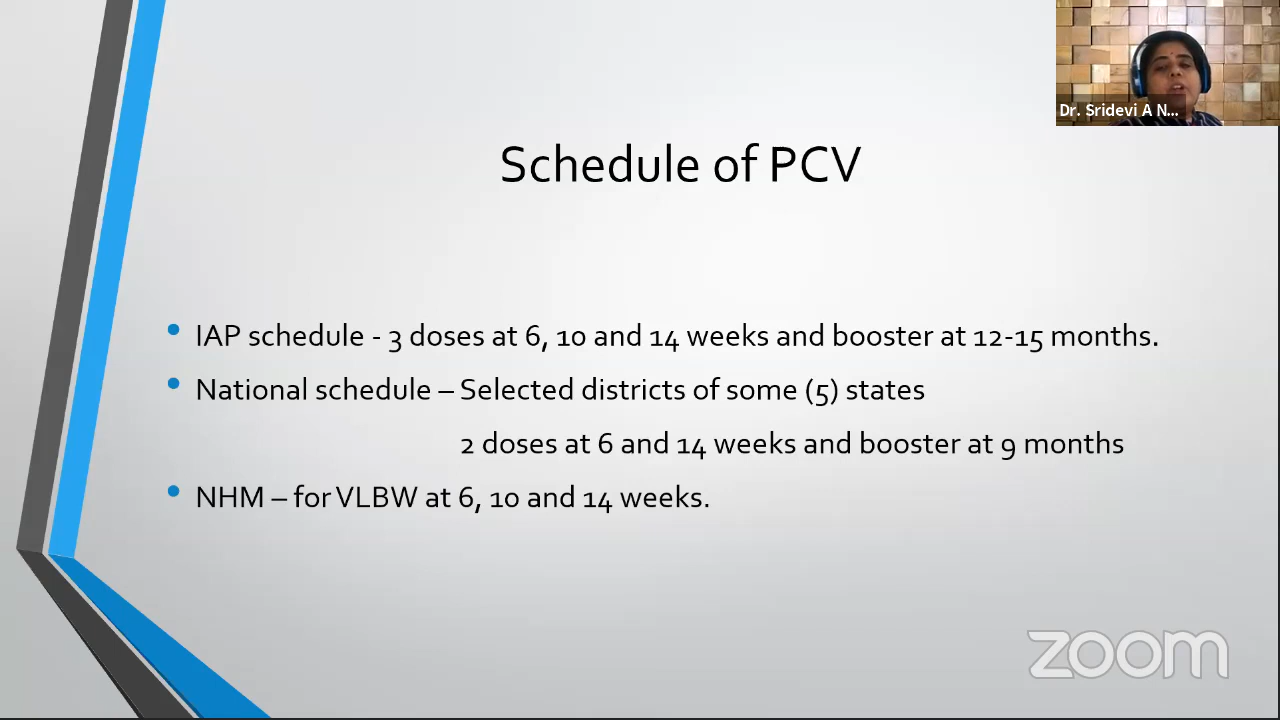 Dr. Sridevi A N...
Schedule of PCV
• IAP schedule - 3 doses at 6, 10 and 14 weeks and booster at 12-15 months.
• National schedule – Selected districts of some (5) states
2 doses at 6 and 14 weeks and booster at 9 months
• NHM – for VLBW at 6, 10 and 14 weeks.
zoom